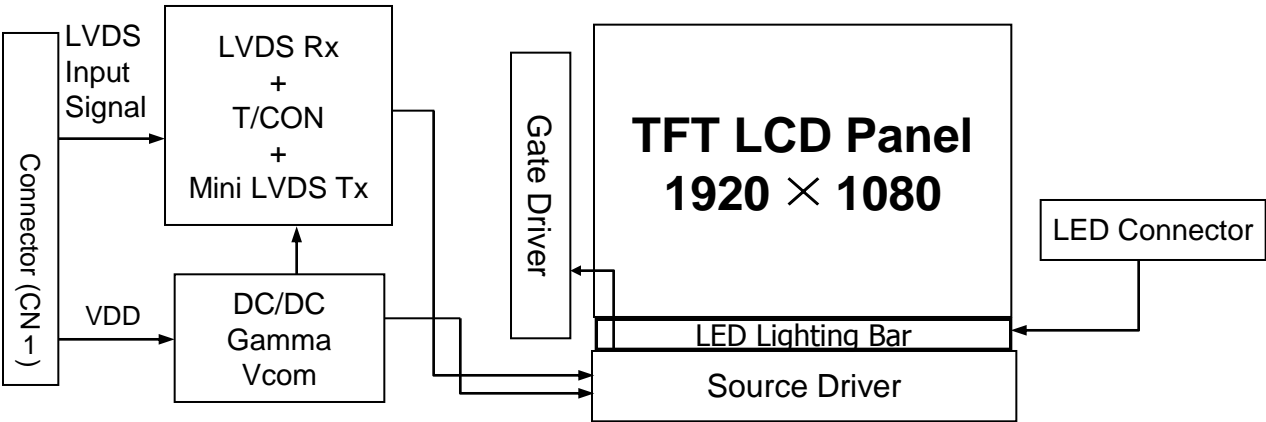 LVDS
Input
Signal
LVDS Rx
+
T/CON
+
Mini LVDS Tx
Connector (CN1)
VDD
DC/DC
Gamma
Vcom
Gate Driver
TFT LCD Panel
1920 × 1080
LED Connector
LED Lighting Bar
Source Driver